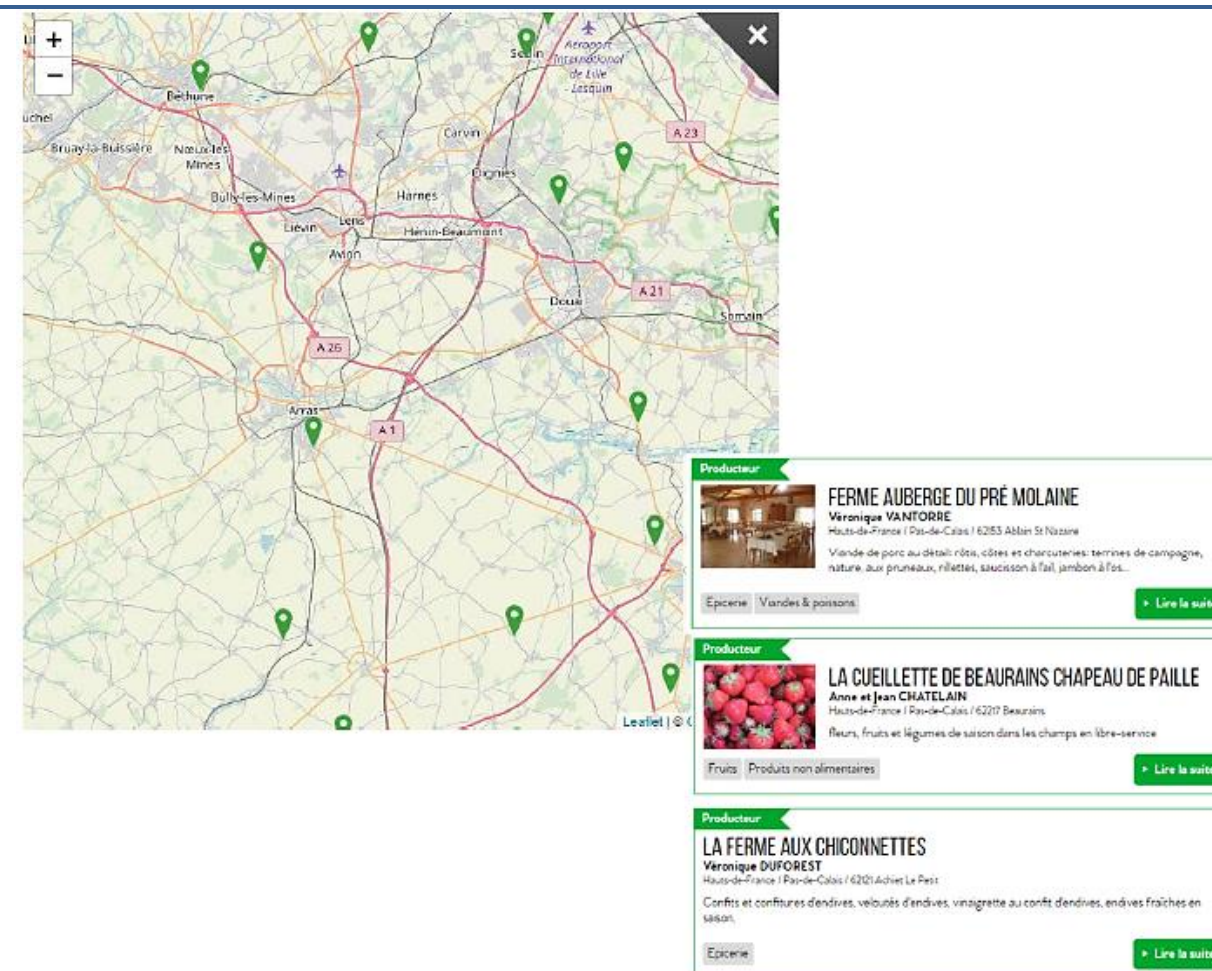 +
−
Béthune
Seclin
Aéroport
International
de Lille
- Lesquin
uchel
Bruay-la-Buissière
Nœux-les-
Mines
Carvin
A 23
Oignies
Bully-les-Mines
Harnes
Liévin
Lens
Hénin-Beaumont
Avion
Douai
A 21
Somain
A 26
Arras
A 1
Leaflet | ©
Producteur
FERME AUBERGE DU PRÉ MOLAINE
Véronique VANTORRE
Hauts-de-France / Pas-de-Calais / 62153 Ablain St Nazaire
Viande de porc au détail: rôtis, côtes et charcuteries: terrines de campagne,
nature, aux pruneaux, rillettes, saucisson à l'ail, jambon à l'os...
Epicerie Viandes & poissons
Lire la suite
Producteur
LA CUEILLETTE DE BEAURAINS CHAPEAU DE PAILLE
Anne et Jean CHATELAIN
Hauts-de-France / Pas-de-Calais / 62217 Beaurains
fleurs, fruits et légumes de saison dans les champs en libre-service
Fruits Produits non alimentaires
Lire la suite
Producteur
LA FERME AUX CHICONNETTES
Véronique DUFOREST
Hauts-de-France / Pas-de-Calais / 62121 Achiet Le Petit
Confits et confitures d'endives, veloutés d'endives, vinaigrette au confit d'endives, endives fraîches en
saison.
Epicerie
Lire la suite